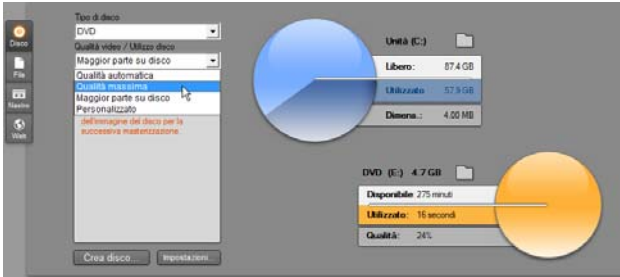 Tipo di disco
DVD
Qualità video / Utilizzo disco
Maggior parte su disco
Qualità automatica
Qualità massima
Maggior parte su disco
Personalizzato
dell'immagine del disco per la
successiva masterizzazione.
Crea disco...
Impostazioni...
Disco
File
Nastro
Web
Unità (C:)
Libero: 87.4 GB
Utilizzato 57.9 GB
Dimens..: 4.00 MB
DVD (E:) 4.7 GB
Disponibile 275 minuti
Utilizzato: 16 secondi
Qualità: 24%